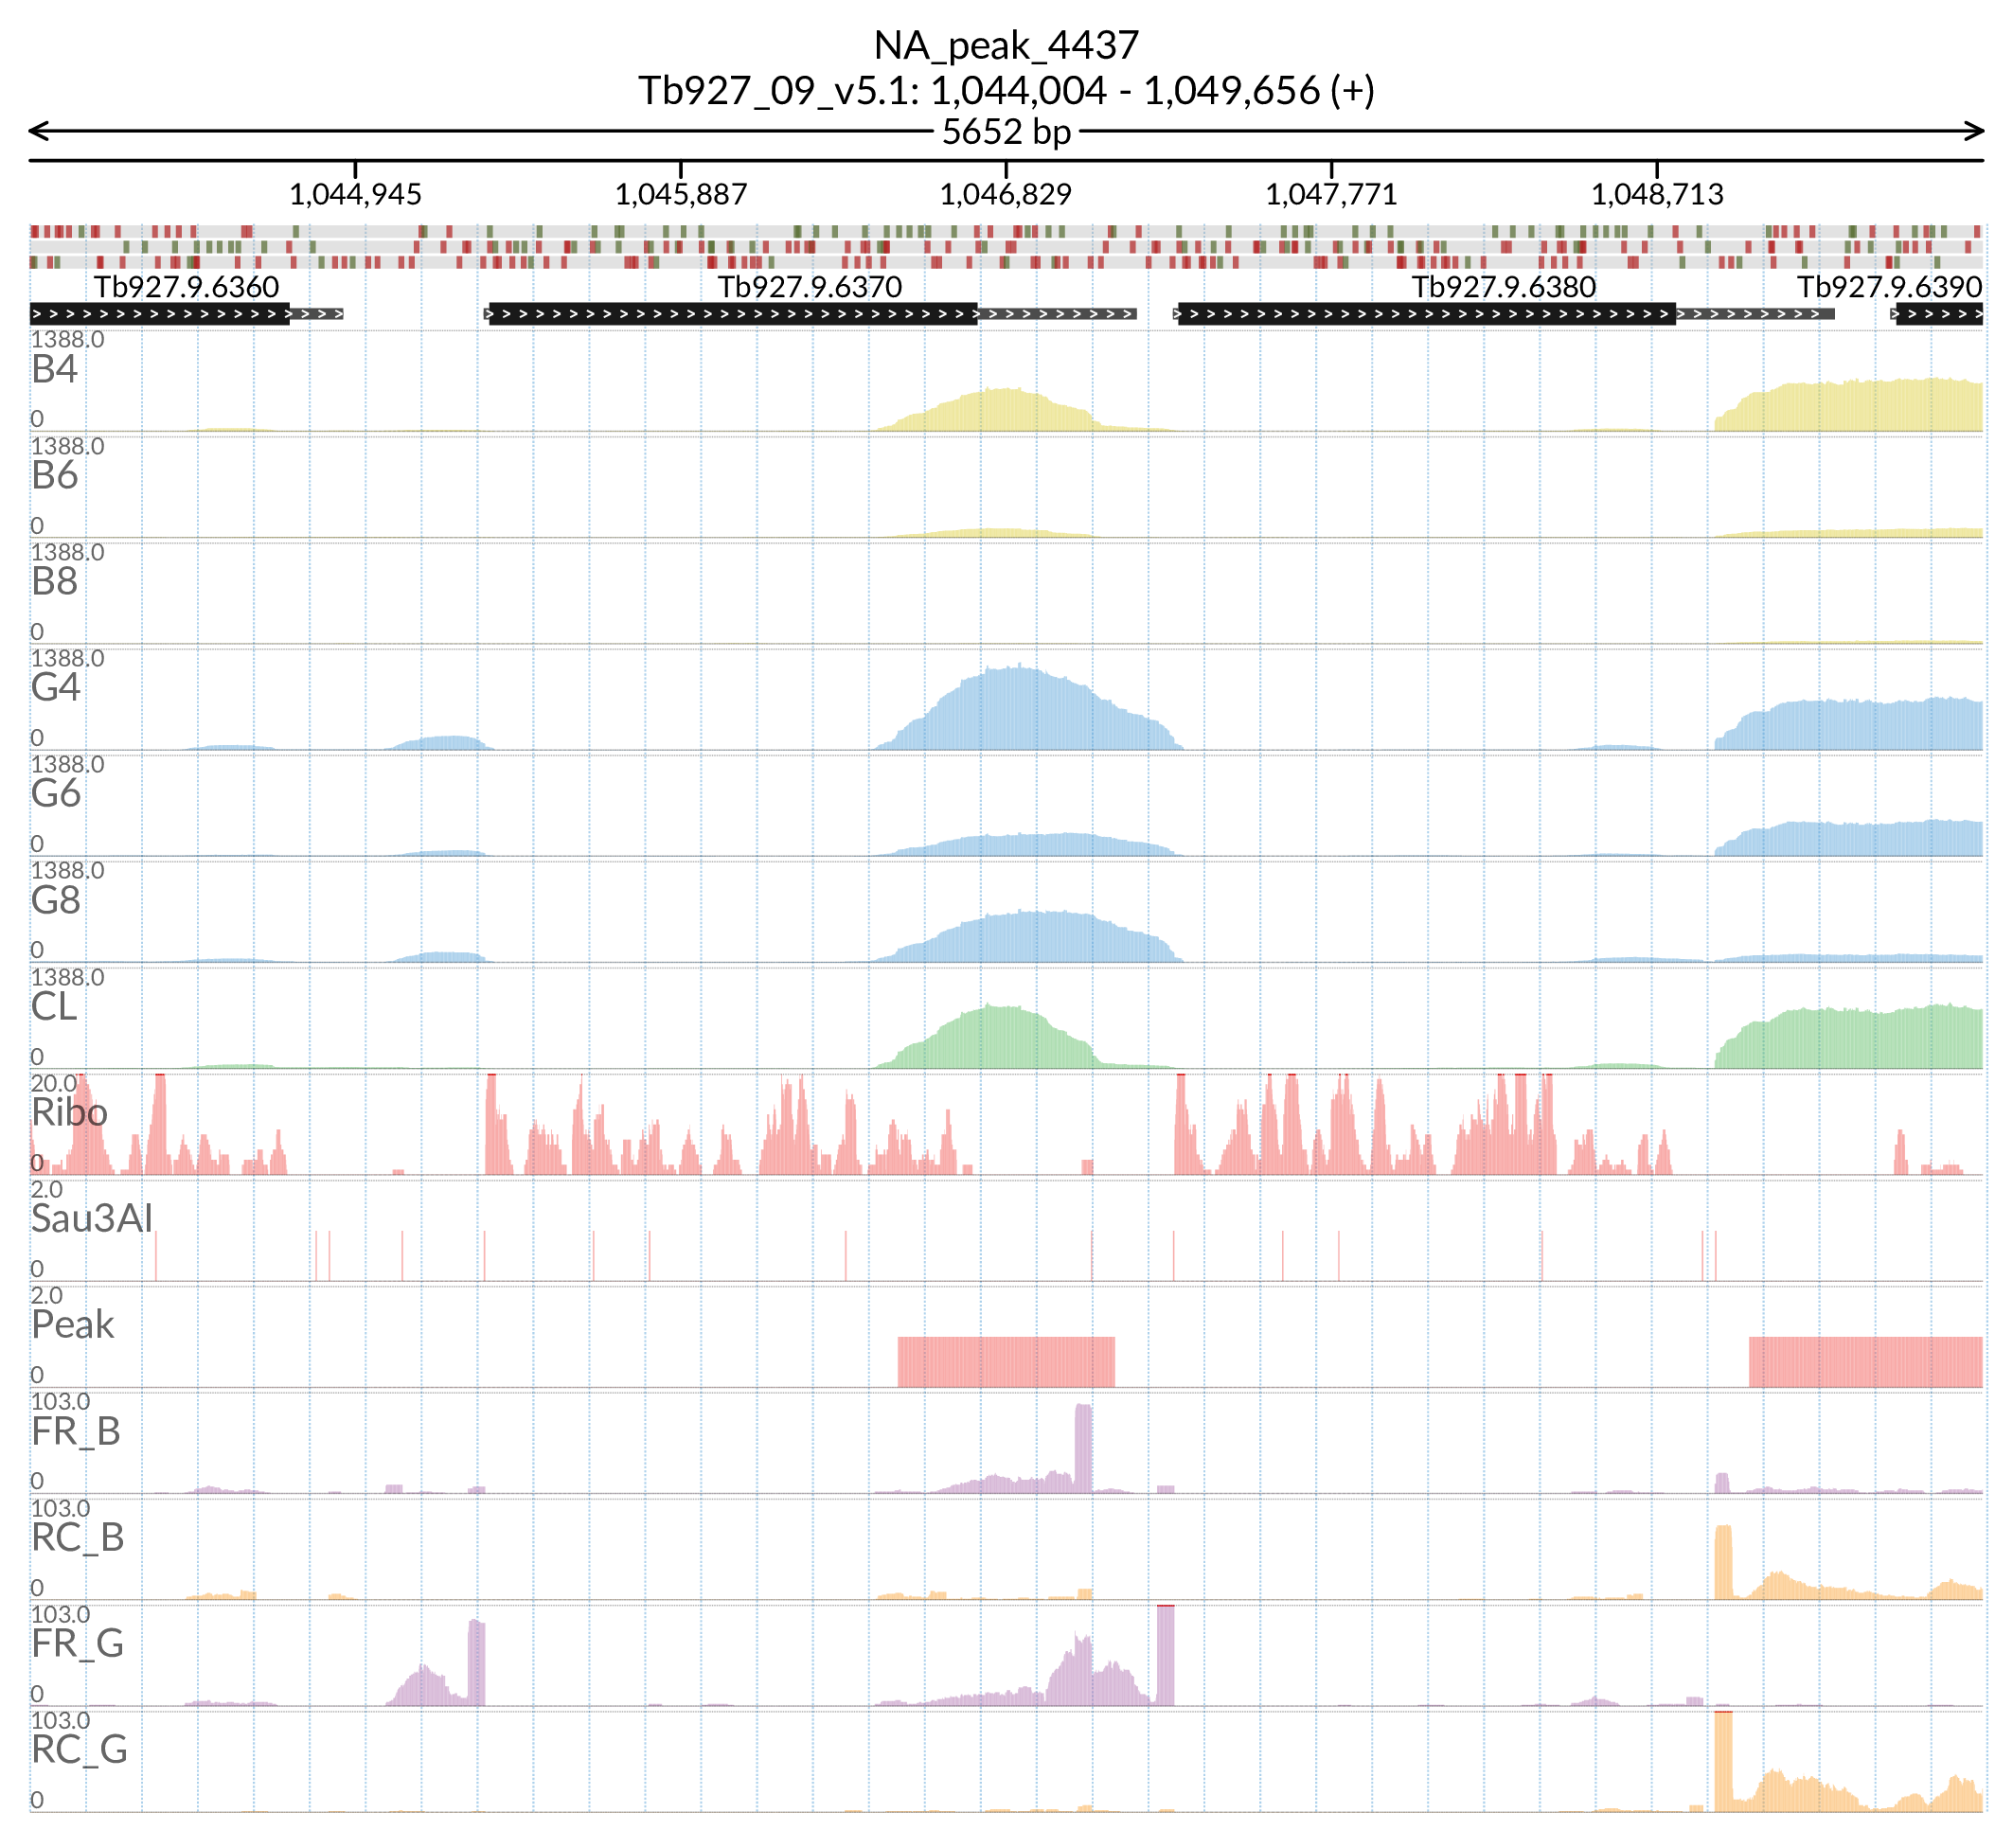 NA_peak_4437
Tb927_09_v5.1: 1,044,004 - 1,049,656 (+)
5652 bp
1,044,945 1,045,887 1,046,829 1,047,771 1,048,713
Tb927.9.6360 Tb927.9.6370 Tb927.9.6380 Tb927.9.6390
1388.0
B4
0
1388.0
B6
0
1388.0
B8
0
1388.0
G4
0
1388.0
G6
0
1388.0
G8
0
1388.0
CL
0
20.0
Ribo
0
2.0
Sau3AI
0
2.0
Peak
0
103.0
FR_B
0
103.0
RC_B
0
103.0
FR_G
0
103.0
RC_G
0